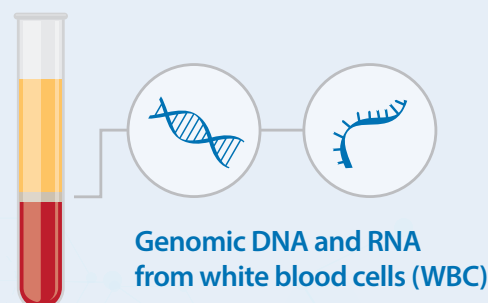 Genomic DNA and RNA
from white blood cells (WBC)